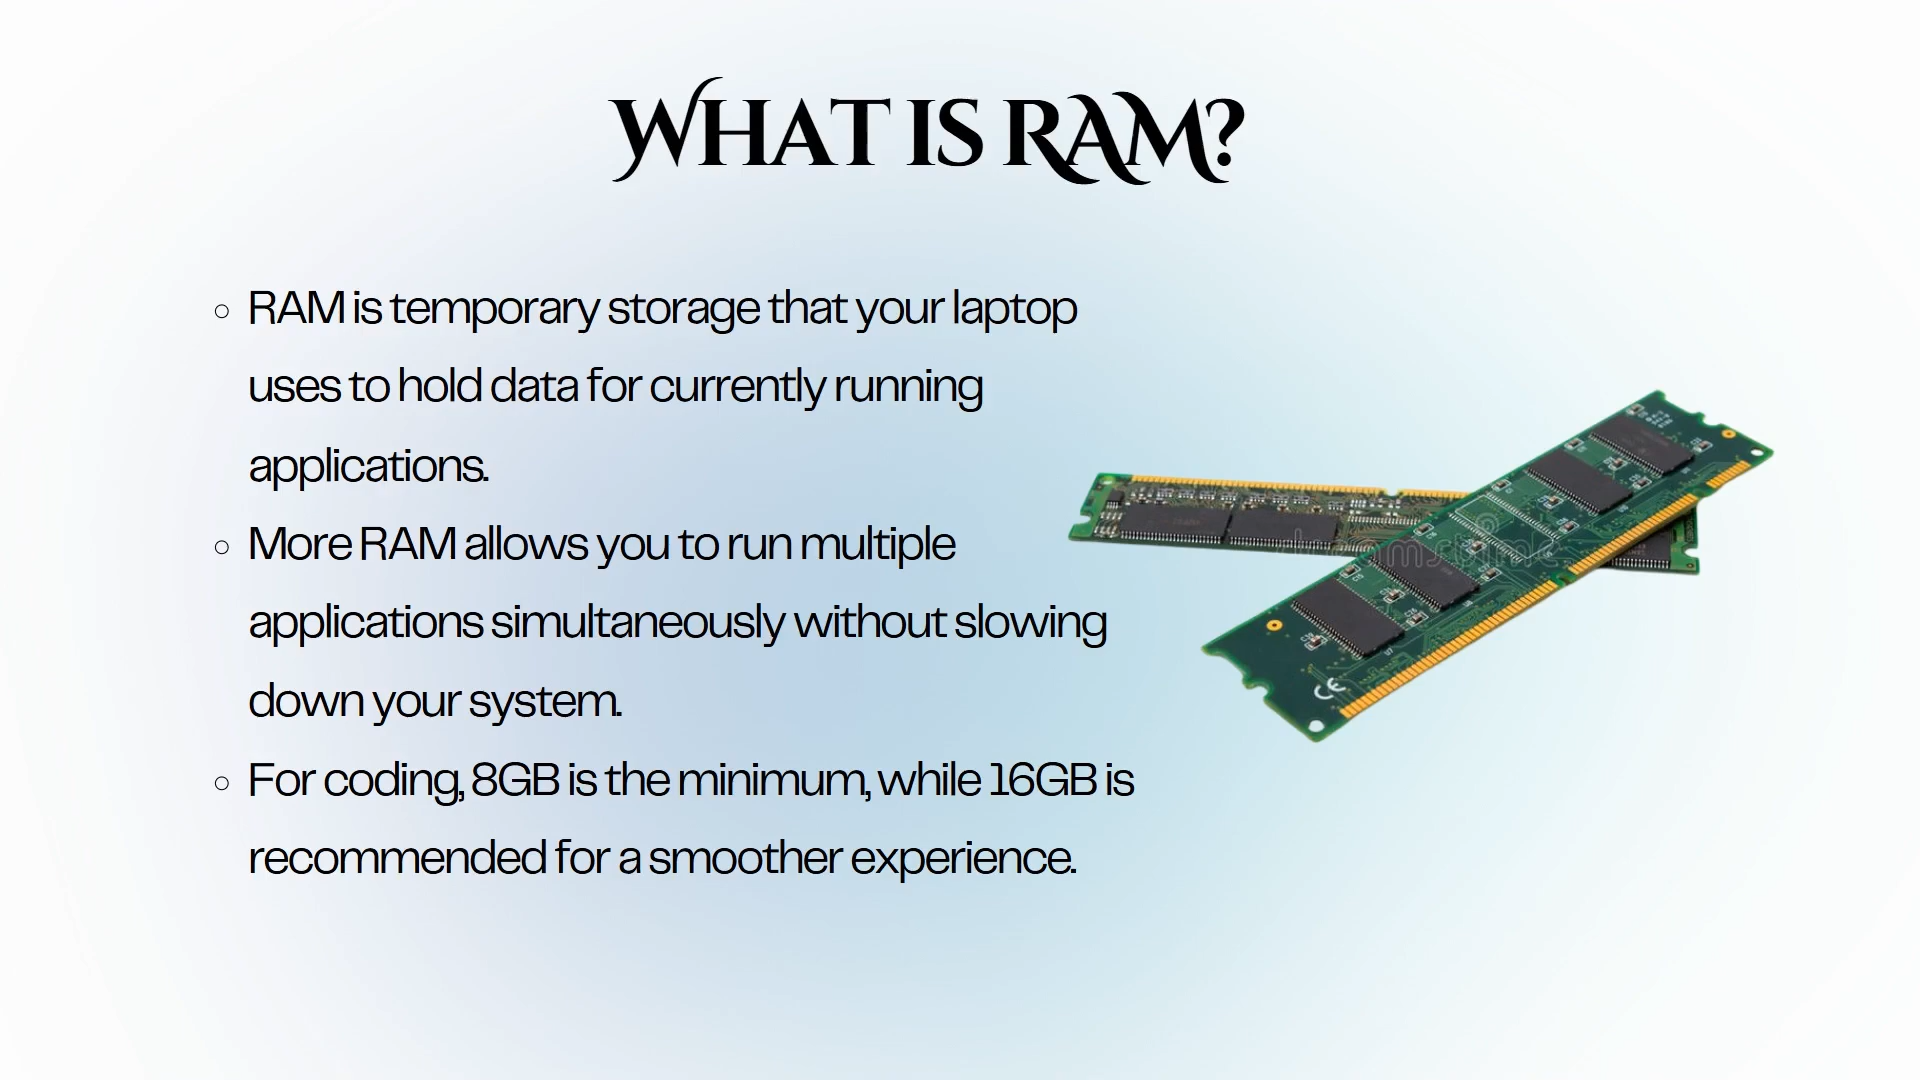 WHAT IS RAM?
RAM is temporary storage that your laptop
uses to hold data for currently running
applications.
More RAM allows you to run multiple
applications simultaneously without slowing
down your system.
For coding, 8GB is the minimum, while 16GB is
recommended for a smoother experience.
CE